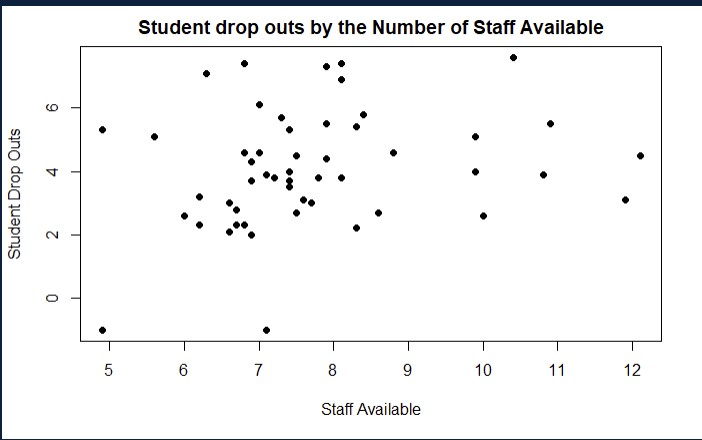 Student drop outs by the Number of Staff Available
Student Drop Outs
6
4
2
0
5 6 7 8 9 10 11 12
Staff Available